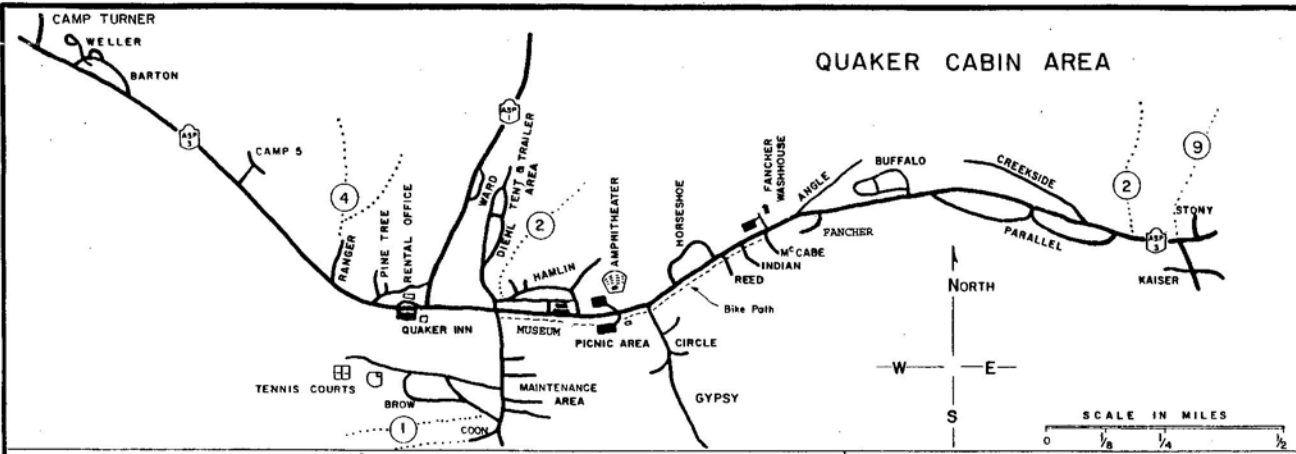 CAMP TURNER
WELLER
BARTON
QUAKER CABIN AREA
ASP
3
ASP
1
CAMP 5
4
RANGER
PINE TREE
RENTAL OFFICE
WARD
DIEHL
TENT & TRAILER
AREA
2
HAMLIN
AMPHITHEATER
HORSESHOE
FANCHER
WASHHOUSE
ANGLE
BUFFALO
CREEKSIDE
2
9
STONY
ASP
3
PARALLEL
KAISER
FANCHER
McCABE
INDIAN
REED
Bike Path
QUAKER INN
MUSEUM
PICNIC AREA
CIRCLE
GYPSY
TENNIS COURTS
BROW
MAINTENANCE
AREA
1
COON
NORTH
W
E
S
SCALE IN MILES
0
1/8
1/4
1/2